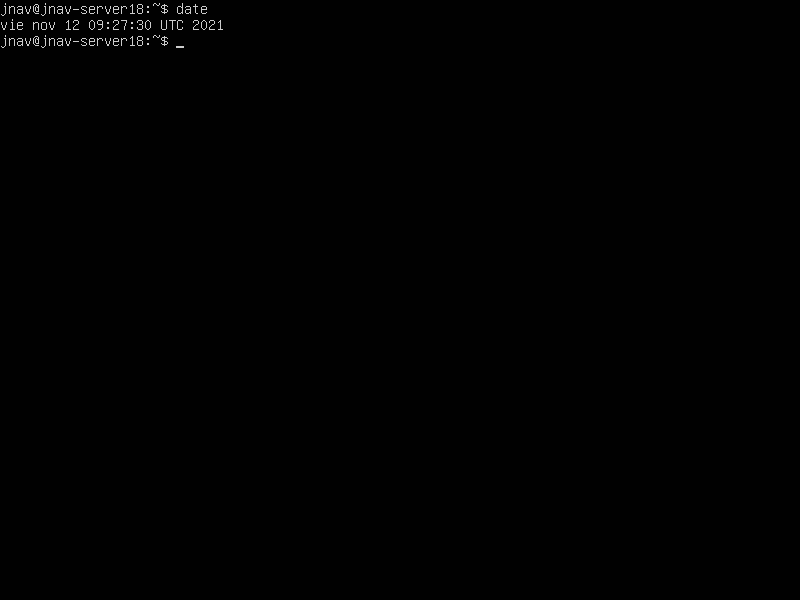 jnav@jnav-server18:~$ date
vie nov 12 09:27:30 UTC 2021
jnav@jnav-server18:~$ _